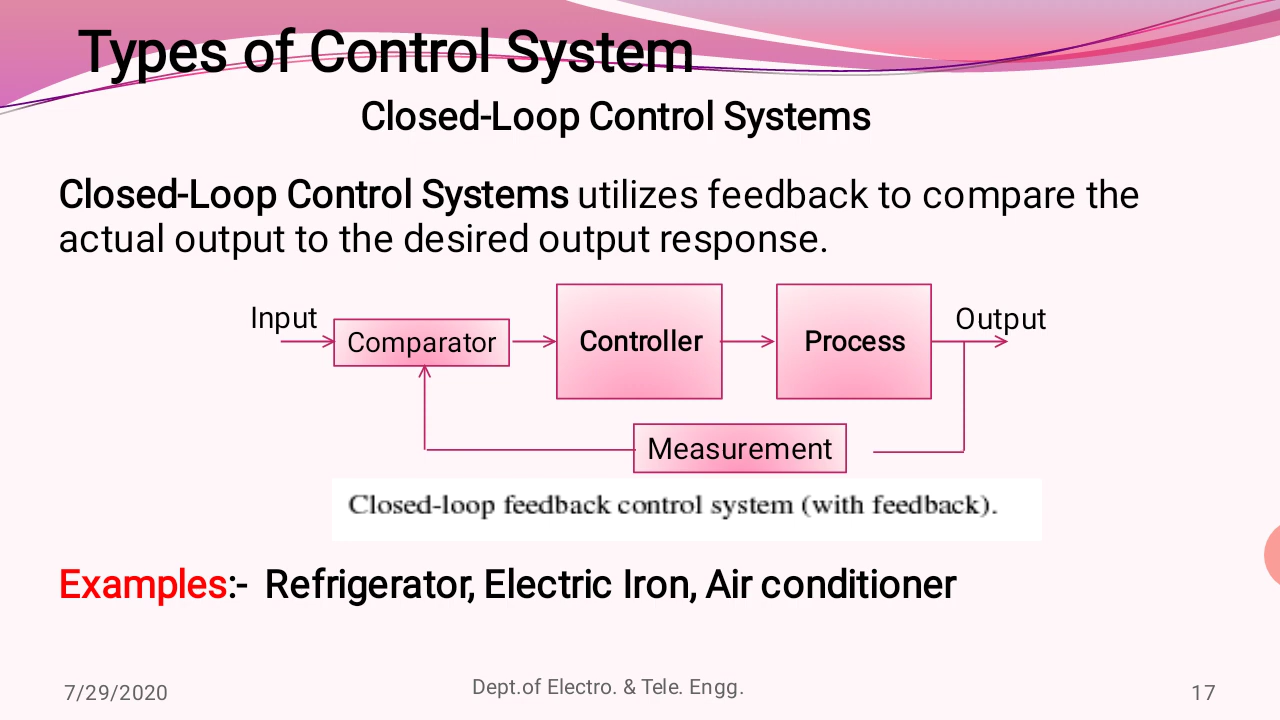 Types of Control System
Closed-Loop Control Systems
Closed-Loop Control Systems utilizes feedback to compare the
actual output to the desired output response.
Input
Comparator
Controller
Process
Output
Measurement
Closed-loop feedback control system (with feedback).
Examples:- Refrigerator, Electric Iron, Air conditioner
7/29/2020
Dept.of Electro. & Tele. Engg.
17